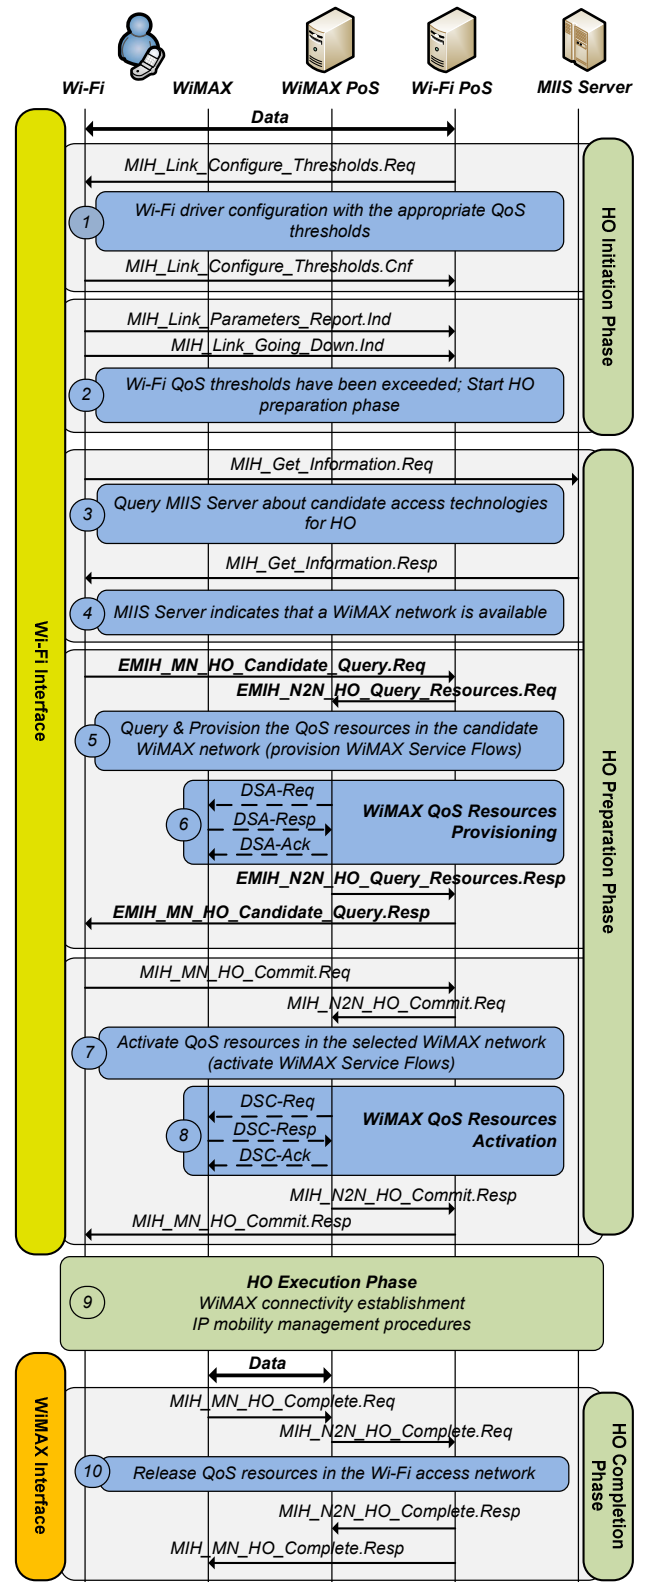 Wi-Fi
WiMAX
WiMAX PoS
Wi-Fi PoS
MIIS Server
Data
Wi-Fi Interface
HO Initiation Phase
MIH_Link_Configure_Thresholds.Req
1
Wi-Fi driver configuration with the appropriate QoS
thresholds
MIH_Link_Configure_Thresholds.Cnf
MIH_Link_Parameters_Report.Ind
MIH_Link_Going_Down.Ind
2
Wi-Fi QoS thresholds have been exceeded; Start HO
preparation phase
HO Preparation Phase
MIH_Get_Information.Req
3
Query MIIS Server about candidate access technologies
for HO
MIH_Get_Information.Resp
4
MIIS Server indicates that a WiMAX network is available
EMIH_MN_HO_Candidate_Query.Req
EMIH_N2N_HO_Query_Resources.Req
5
Query & Provision the QoS resources in the candidate
WiMAX network (provision WiMAX Service Flows)
6
DSA-Req
DSA-Resp
DSA-Ack
WiMAX QoS Resources
Provisioning
EMIH_N2N_HO_Query_Resources.Resp
EMIH_MN_HO_Candidate_Query.Resp
MIH_MN_HO_Commit.Req
MIH_N2N_HO_Commit.Req
7
Activate QoS resources in the selected WiMAX network
(activate WiMAX Service Flows)
8
DSC-Req
DSC-Resp
DSC-Ack
WiMAX QoS Resources
Activation
MIH_N2N_HO_Commit.Resp
MIH_MN_HO_Commit.Resp
9
HO Execution Phase
WiMAX connectivity establishment
IP mobility management procedures
WiMAX Interface
Data
HO Completion
Phase
MIH_MN_HO_Complete.Req
MIH_N2N_HO_Complete.Req
10
Release QoS resources in the Wi-Fi access network
MIH_N2N_HO_Complete.Resp
MIH_MN_HO_Complete.Resp